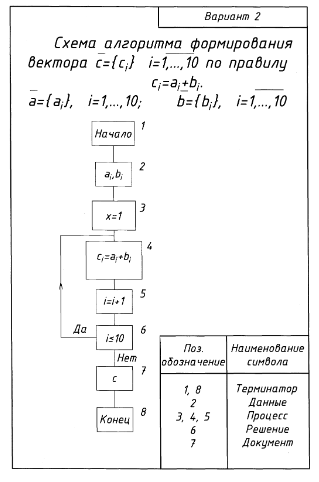 Вариант 2
Схема алгоритма формирования
вектора c={cᵢ} i=1,...,10 по правилу
cᵢ=aᵢ+bᵢ.
a={aᵢ}, i=1,...,10; b={bᵢ}, i=1,...,10
Начало 1
aᵢ,bᵢ 2
x=1 3
4
cᵢ=aᵢ+bᵢ
i=i+1 5
Да i≤10 6
Нет
c 7
Конец 8
Поз. обозначение Наименование символа
1, 8 Терминатор
2 Данные
3, 4, 5 Процесс
6 Решение
7 Документ